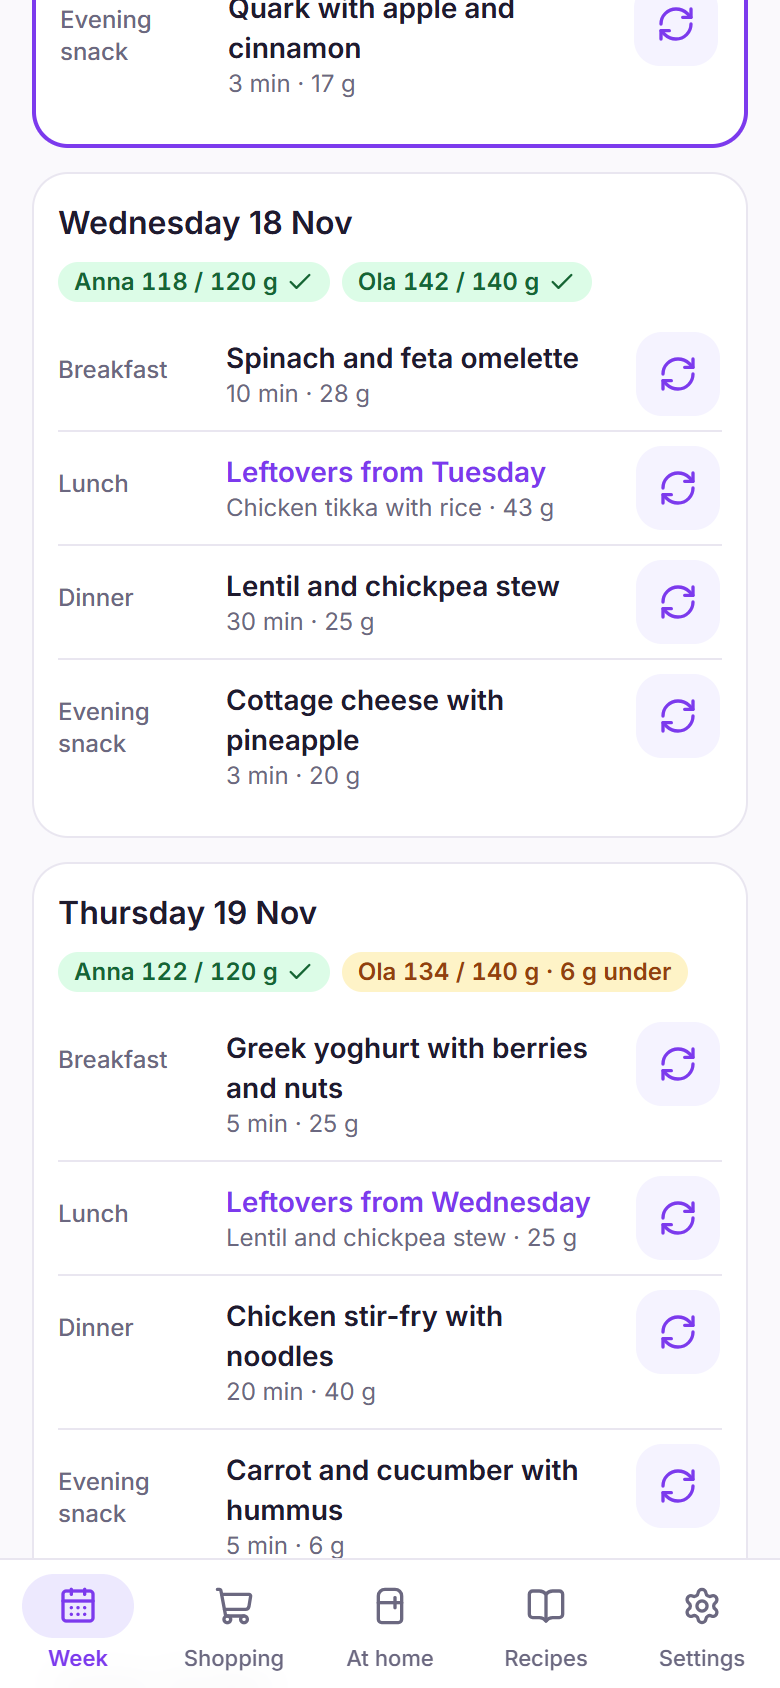 Quark with apple and
Evening
snack
cinnamon
3 min · 17 g
Wednesday 18 Nov
Anna 118 / 120 g ✓
Ola 142 / 140 g ✓
Breakfast
Spinach and feta omelette
10 min · 28 g
Lunch
Leftovers from Tuesday
Chicken tikka with rice · 43 g
Dinner
Lentil and chickpea stew
30 min · 25 g
Evening
snack
Cottage cheese with
pineapple
3 min · 20 g
Thursday 19 Nov
Anna 122 / 120 g ✓
Ola 134 / 140 g · 6 g under
Breakfast
Greek yoghurt with berries
and nuts
5 min · 25 g
Lunch
Leftovers from Wednesday
Lentil and chickpea stew · 25 g
Dinner
Chicken stir-fry with
noodles
20 min · 40 g
Evening
snack
Carrot and cucumber with
hummus
5 min · 6 g
Week
Shopping
At home
Recipes
Settings